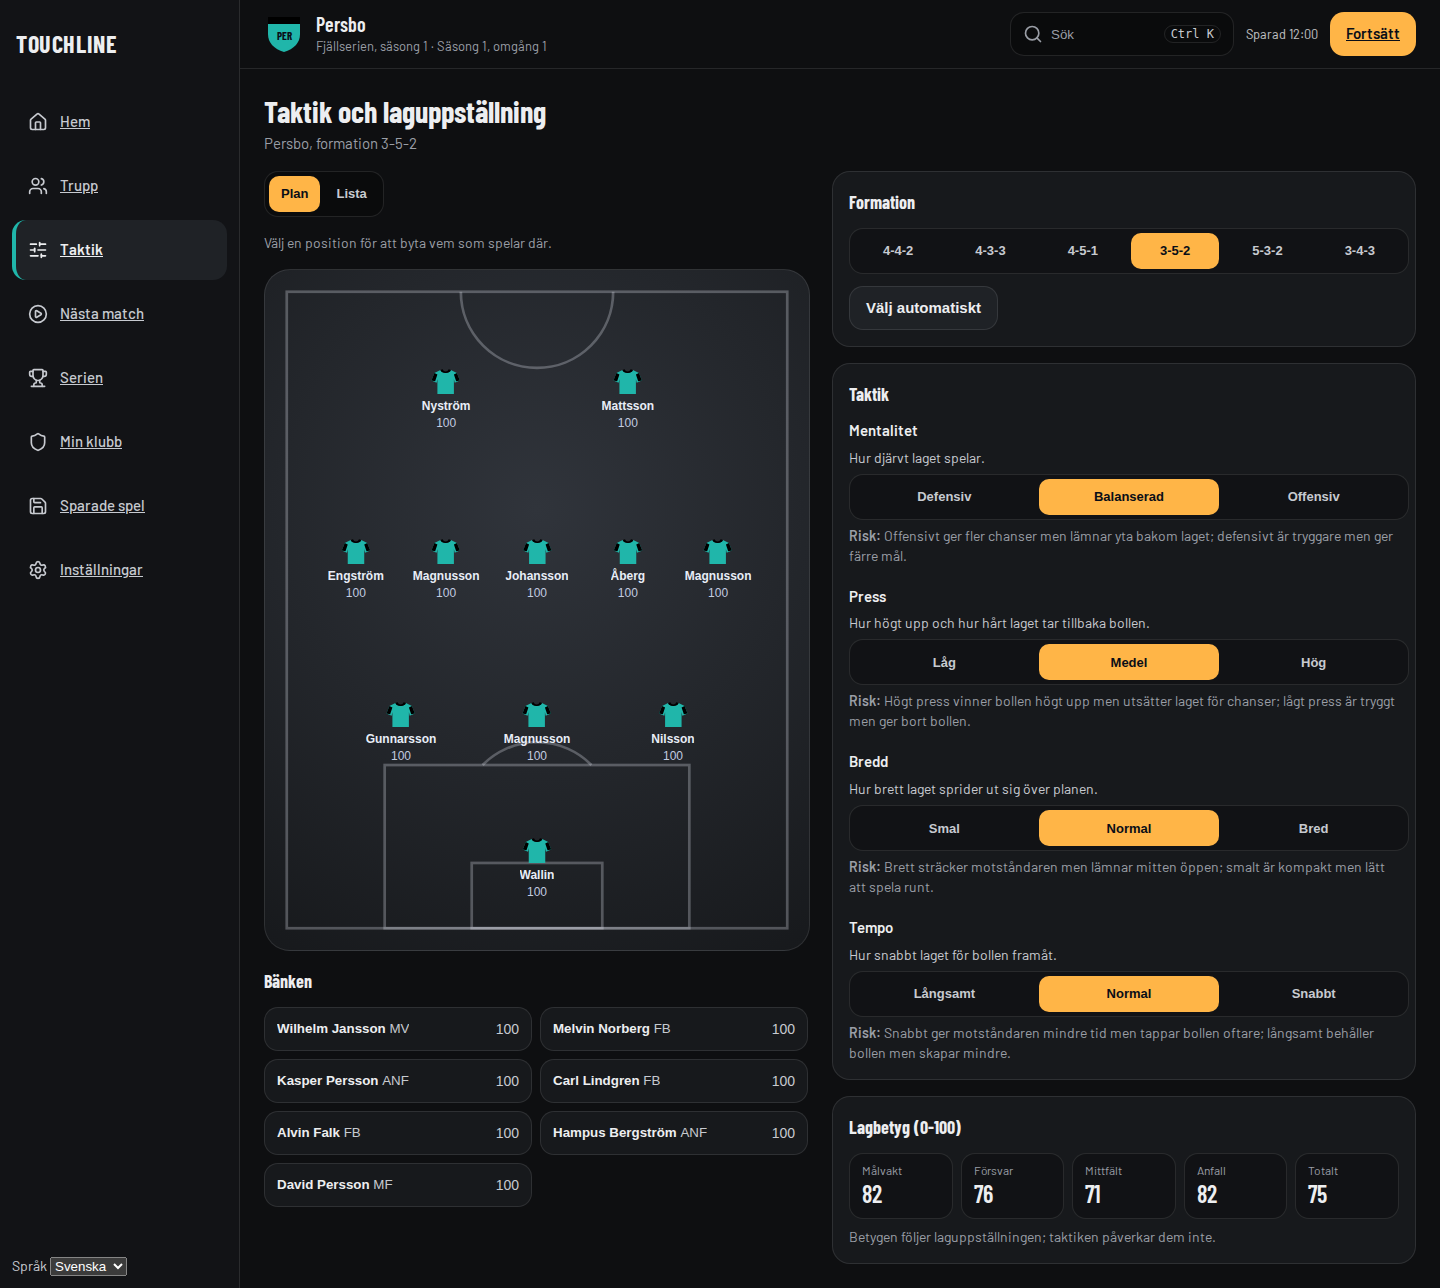 TOUCHLINE
Hem
Trupp
Taktik
Nästa match
Serien
Min klubb
Sparade spel
Inställningar
Språk Svenska
PER
Persbo
Fjällserien, säsong 1 · Säsong 1, omgång 1
Sök Ctrl K
Sparad 12:00
Fortsätt
Taktik och laguppställning
Persbo, formation 3-5-2
Plan Lista
Välj en position för att byta vem som spelar där.
Nyström Mattsson
100 100
Engström Magnusson Johansson Åberg Magnusson
100 100 100 100 100
Gunnarsson Magnusson Nilsson
100 100 100
Wallin
100
Bänken
Wilhelm Jansson MV 100
Melvin Norberg FB 100
Kasper Persson ANF 100
Carl Lindgren FB 100
Alvin Falk FB 100
Hampus Bergström ANF 100
David Persson MF 100
Formation
4-4-2 4-3-3 4-5-1 3-5-2 5-3-2 3-4-3
Välj automatiskt
Taktik
Mentalitet
Hur djärvt laget spelar.
Defensiv Balanserad Offensiv
Risk: Offensivt ger fler chanser men lämnar yta bakom laget; defensivt är tryggare men ger
färre mål.
Press
Hur högt upp och hur hårt laget tar tillbaka bollen.
Låg Medel Hög
Risk: Högt press vinner bollen högt upp men utsätter laget för chanser; lågt press är tryggt
men ger bort bollen.
Bredd
Hur brett laget sprider ut sig över planen.
Smal Normal Bred
Risk: Brett sträcker motståndaren men lämnar mitten öppen; smalt är kompakt men lätt
att spela runt.
Tempo
Hur snabbt laget för bollen framåt.
Långsamt Normal Snabbt
Risk: Snabbt ger motståndaren mindre tid men tappar bollen oftare; långsamt behåller
bollen men skapar mindre.
Lagbetyg (0-100)
Målvakt Försvar Mittfält Anfall Totalt
82 76 71 82 75
Betygen följer laguppställningen; taktiken påverkar dem inte.